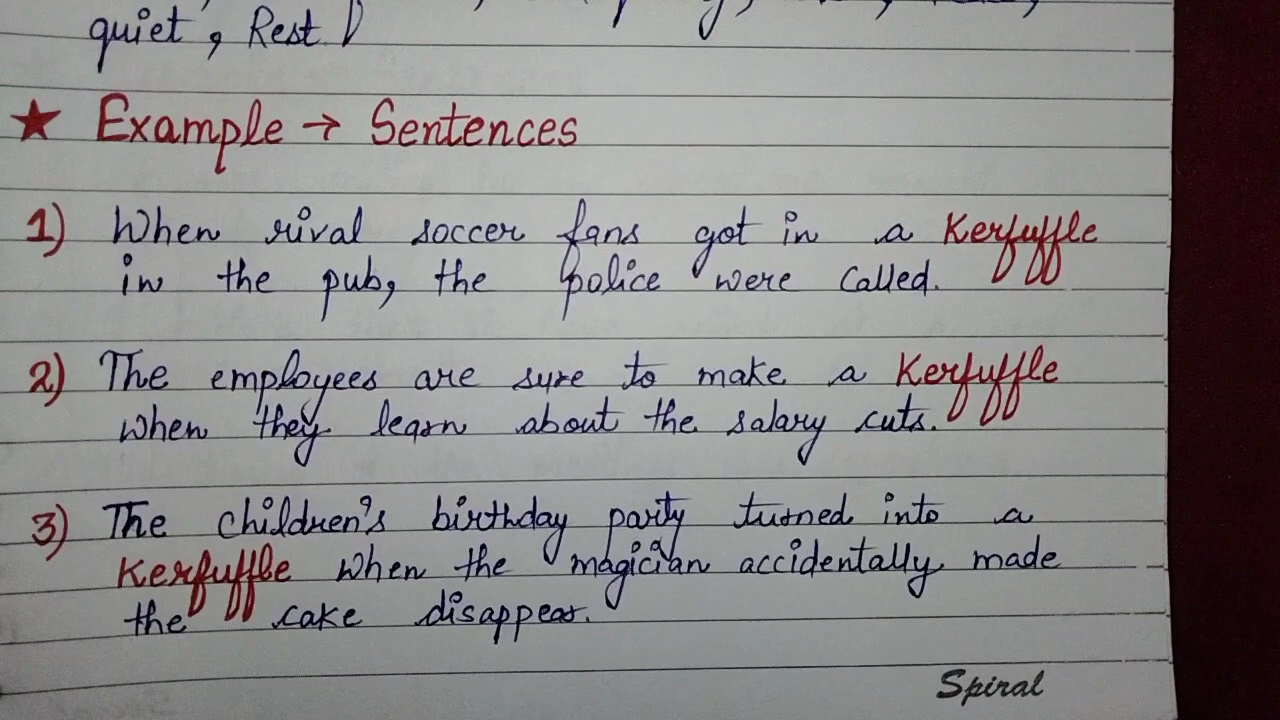 quiet, Rest
★ Example → Sentences
1) When rival soccer fans got in a Kerfuffle
in the pub, the police were called.
2) The employees are sure to make a Kerfuffle
when they learn about the salary cuts.
3) The children's birthday party turned into a
Kerfuffle when the magician accidentally made
the cake disappear.
Spiral